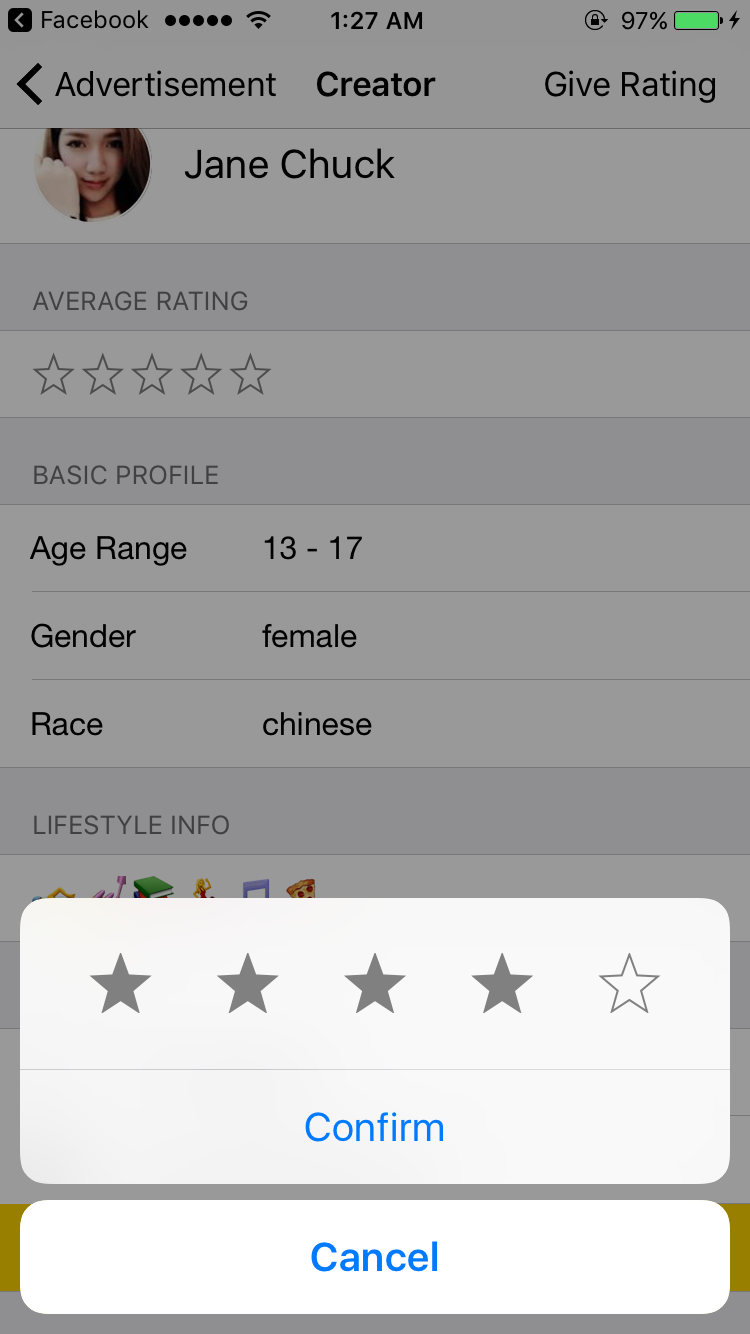 Facebook 1:27 AM 97%
Advertisement Creator Give Rating
Jane Chuck
AVERAGE RATING
BASIC PROFILE
Age Range 13 - 17
Gender female
Race chinese
LIFESTYLE INFO
Confirm
Cancel